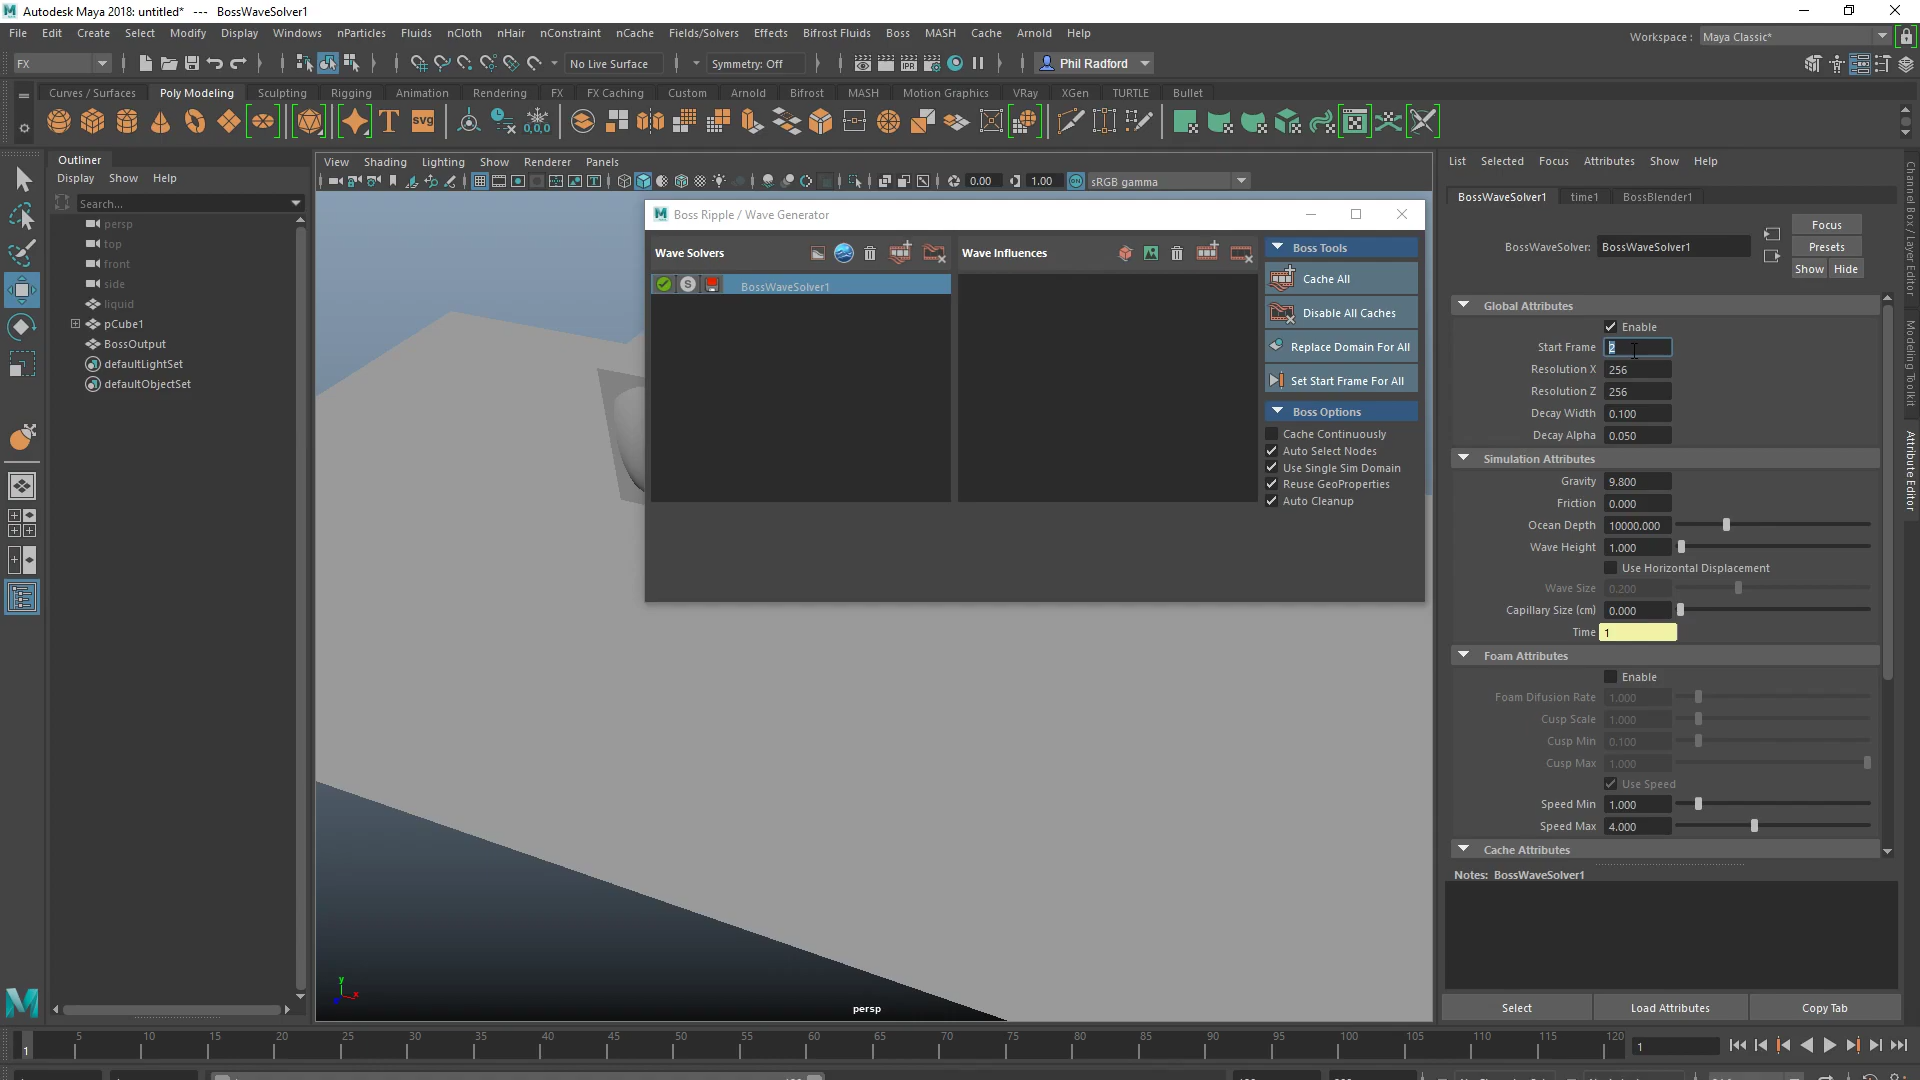 Autodesk Maya 2018: untitled* --- BossWaveSolver1
File Edit Create Select Modify Display Windows nParticles Fluids nCloth nHair nConstraint nCache Fields/Solvers Effects Bifrost Fluids Boss MASH Cache Arnold Help
Workspace : Maya Classic*
FX No Live Surface Symmetry: Off Phil Radford
Curves / Surfaces Poly Modeling Sculpting Rigging Animation Rendering FX FX Caching Custom Arnold Bifrost MASH Motion Graphics VRay XGen TURTLE Bullet
T svg 0,0,0
Outliner
Display Show Help
Search...
persp
top
front
side
liquid
pCube1
BossOutput
defaultLightSet
defaultObjectSet
View Shading Lighting Show Renderer Panels
0.00 1.00 sRGB gamma
Boss Ripple / Wave Generator
Wave Solvers
BossWaveSolver1
Wave Influences
Boss Tools
Cache All
Disable All Caches
Replace Domain For All
Set Start Frame For All
Boss Options
Cache Continuously
Auto Select Nodes
Use Single Sim Domain
Reuse GeoProperties
Auto Cleanup
y
x
persp
List Selected Focus Attributes Show Help
BossWaveSolver1 time1 BossBlender1
BossWaveSolver: BossWaveSolver1
Focus
Presets
Show Hide
Global Attributes
Enable
Start Frame 2
Resolution X 256
Resolution Z 256
Decay Width 0.100
Decay Alpha 0.050
Simulation Attributes
Gravity 9.800
Friction 0.000
Ocean Depth 10000.000
Wave Height 1.000
Use Horizontal Displacement
Wave Size 0.200
Capillary Size (cm) 0.000
Time 1
Foam Attributes
Enable
Foam Difusion Rate 1.000
Cusp Scale 1.000
Cusp Min 0.100
Cusp Max 1.000
Use Speed
Speed Min 1.000
Speed Max 4.000
Cache Attributes
Notes: BossWaveSolver1
Select Load Attributes Copy Tab
Channel Box / Layer Editor
Modeling Toolkit
Attribute Editor
1 5 10 15 20 25 30 35 40 45 50 55 60 65 70 75 80 85 90 95 100 105 110 115 120
1